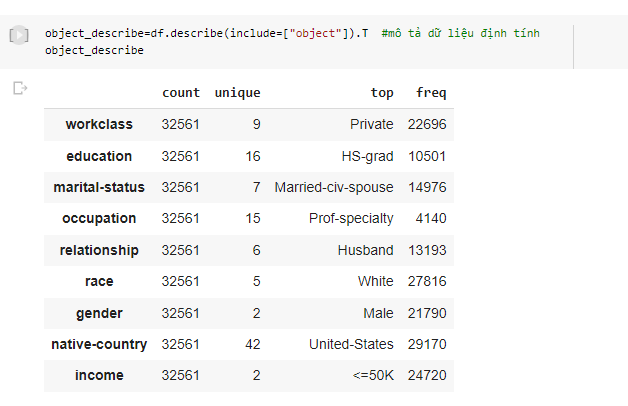 object_describe=df.describe(include=["object"]).T  #mô tả dữ liệu định tính
object_describe
count unique top freq
workclass 32561 9 Private 22696
education 32561 16 HS-grad 10501
marital-status 32561 7 Married-civ-spouse 14976
occupation 32561 15 Prof-specialty 4140
relationship 32561 6 Husband 13193
race 32561 5 White 27816
gender 32561 2 Male 21790
native-country 32561 42 United-States 29170
income 32561 2 <=50K 24720